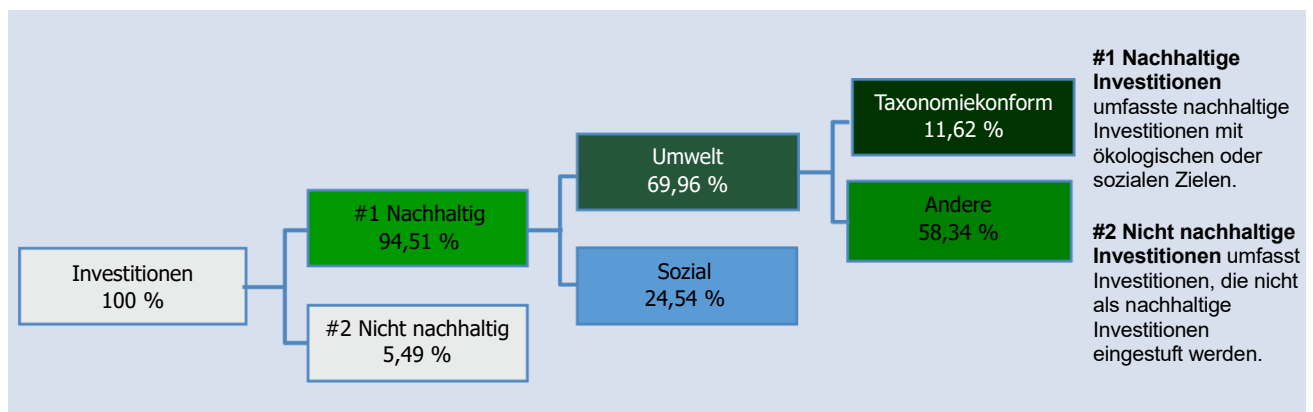 Investitionen
100 %
#1 Nachhaltig
94,51 %
#2 Nicht nachhaltig
5,49 %
Umwelt
69,96 %
Sozial
24,54 %
Taxonomiekonform
11,62 %
Andere
58,34 %
#1 Nachhaltige
Investitionen
umfasste nachhaltige
Investitionen mit
ökologischen oder
sozialen Zielen.
#2 Nicht nachhaltige
Investitionen umfasst
Investitionen, die nicht
als nachhaltige
Investitionen
eingestuft werden.